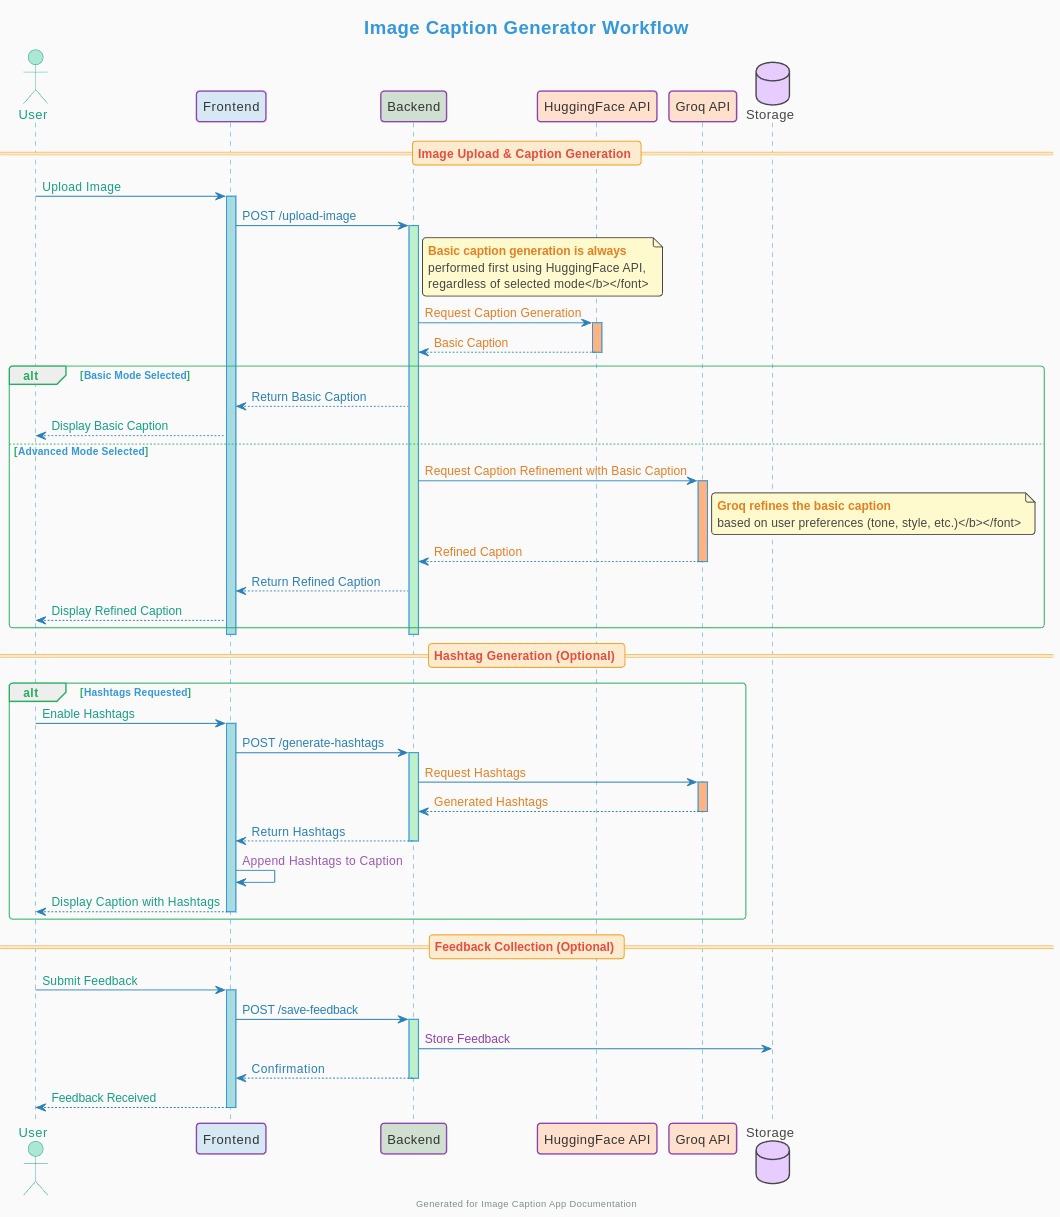 Image Caption Generator Workflow
User
Frontend
Backend
HuggingFace API
Groq API
Storage
Image Upload & Caption Generation
Upload Image
POST /upload-image
Basic caption generation is always
performed first using HuggingFace API,
regardless of selected mode</b></font>
Request Caption Generation
Basic Caption
alt [Basic Mode Selected]
Return Basic Caption
Display Basic Caption
[Advanced Mode Selected]
Request Caption Refinement with Basic Caption
Groq refines the basic caption
based on user preferences (tone, style, etc.)</b></font>
Refined Caption
Return Refined Caption
Display Refined Caption
Hashtag Generation (Optional)
alt [Hashtags Requested]
Enable Hashtags
POST /generate-hashtags
Request Hashtags
Generated Hashtags
Return Hashtags
Append Hashtags to Caption
Display Caption with Hashtags
Feedback Collection (Optional)
Submit Feedback
POST /save-feedback
Store Feedback
Confirmation
Feedback Received
User
Frontend
Backend
HuggingFace API
Groq API
Storage
Generated for Image Caption App Documentation